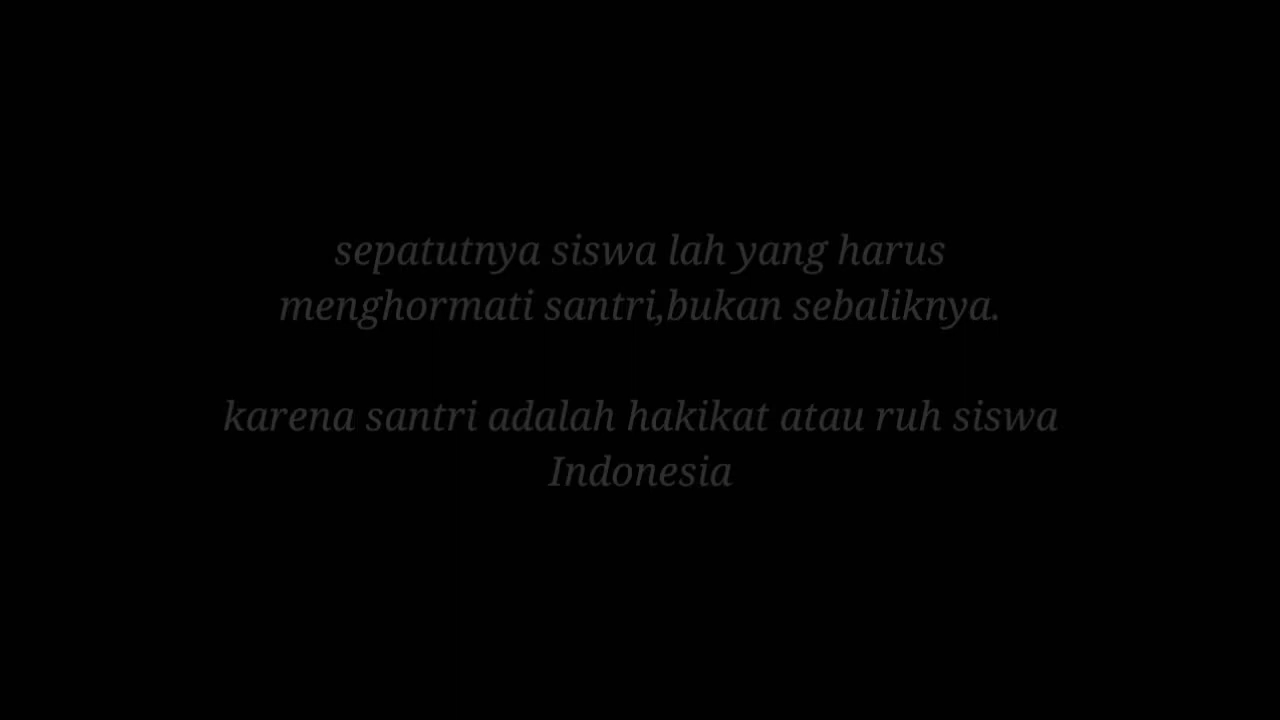 sepatutnya siswa lah yang harus
menghormati santri,bukan sebaliknya.
karena santri adalah hakikat atau ruh siswa
Indonesia